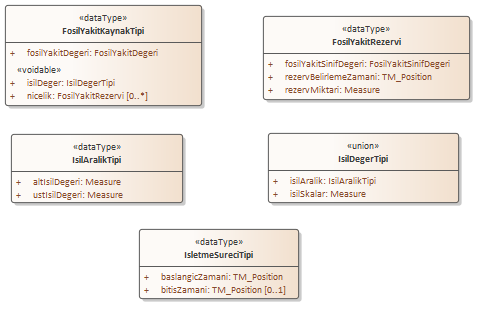 «dataType»
FosilYakitKaynakTipi
+ fosilYakitDegeri: FosilYakitDegeri
«voidable»
+ isilDeger: IsilDegerTipi
+ nicelik: FosilYakitRezervi [0..*]
«dataType»
FosilYakitRezervi
+ fosilYakitSinifDegeri: FosilYakitSinifDegeri
+ rezervBelirlemeZamani: TM_Position
+ rezervMiktari: Measure
«dataType»
IsilAralikTipi
+ altIsilDegeri: Measure
+ ustIsilDegeri: Measure
«union»
IsilDegerTipi
+ isilAralik: IsilAralikTipi
+ isilSkalar: Measure
«dataType»
IsletmeSureciTipi
+ baslangicZamani: TM_Position
+ bitisZamani: TM_Position [0..1]